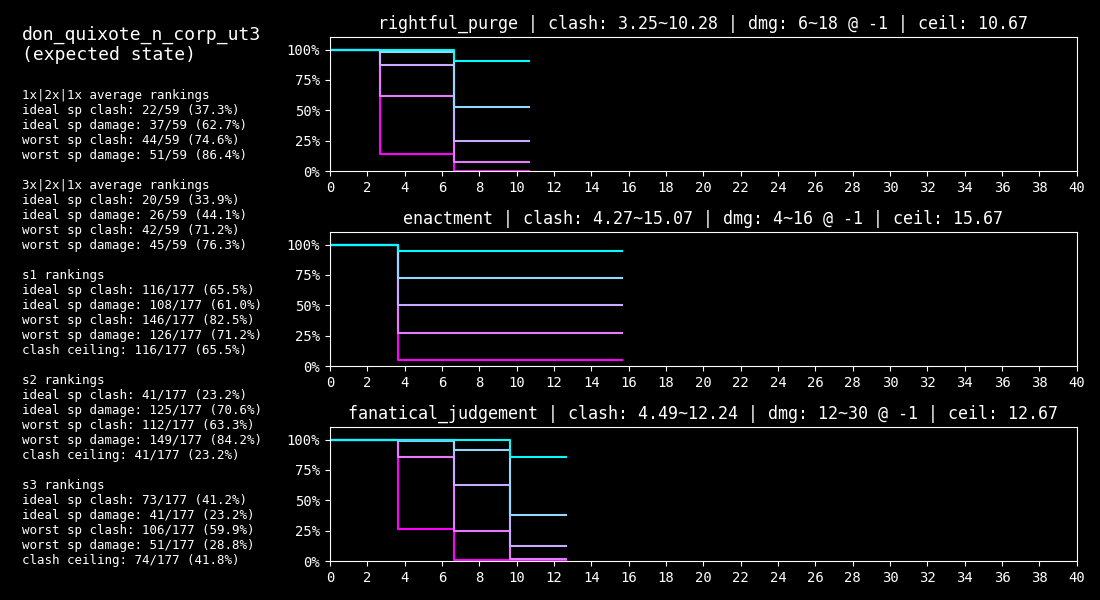 don_quixote_n_corp_ut3
(expected state)
1x|2x|1x average rankings
ideal sp clash: 22/59 (37.3%)
ideal sp damage: 37/59 (62.7%)
worst sp clash: 44/59 (74.6%)
worst sp damage: 51/59 (86.4%)
3x|2x|1x average rankings
ideal sp clash: 20/59 (33.9%)
ideal sp damage: 26/59 (44.1%)
worst sp clash: 42/59 (71.2%)
worst sp damage: 45/59 (76.3%)
s1 rankings
ideal sp clash: 116/177 (65.5%)
ideal sp damage: 108/177 (61.0%)
worst sp clash: 146/177 (82.5%)
worst sp damage: 126/177 (71.2%)
clash ceiling: 116/177 (65.5%)
s2 rankings
ideal sp clash: 41/177 (23.2%)
ideal sp damage: 125/177 (70.6%)
worst sp clash: 112/177 (63.3%)
worst sp damage: 149/177 (84.2%)
clash ceiling: 41/177 (23.2%)
s3 rankings
ideal sp clash: 73/177 (41.2%)
ideal sp damage: 41/177 (23.2%)
worst sp clash: 106/177 (59.9%)
worst sp damage: 51/177 (28.8%)
clash ceiling: 74/177 (41.8%)
rightful_purge | clash: 3.25~10.28 | dmg: 6~18 @ -1 | ceil: 10.67
100%
75%
50%
25%
0%
0 2 4 6 8 10 12 14 16 18 20 22 24 26 28 30 32 34 36 38 40
enactment | clash: 4.27~15.07 | dmg: 4~16 @ -1 | ceil: 15.67
100%
75%
50%
25%
0%
0 2 4 6 8 10 12 14 16 18 20 22 24 26 28 30 32 34 36 38 40
fanatical_judgement | clash: 4.49~12.24 | dmg: 12~30 @ -1 | ceil: 12.67
100%
75%
50%
25%
0%
0 2 4 6 8 10 12 14 16 18 20 22 24 26 28 30 32 34 36 38 40